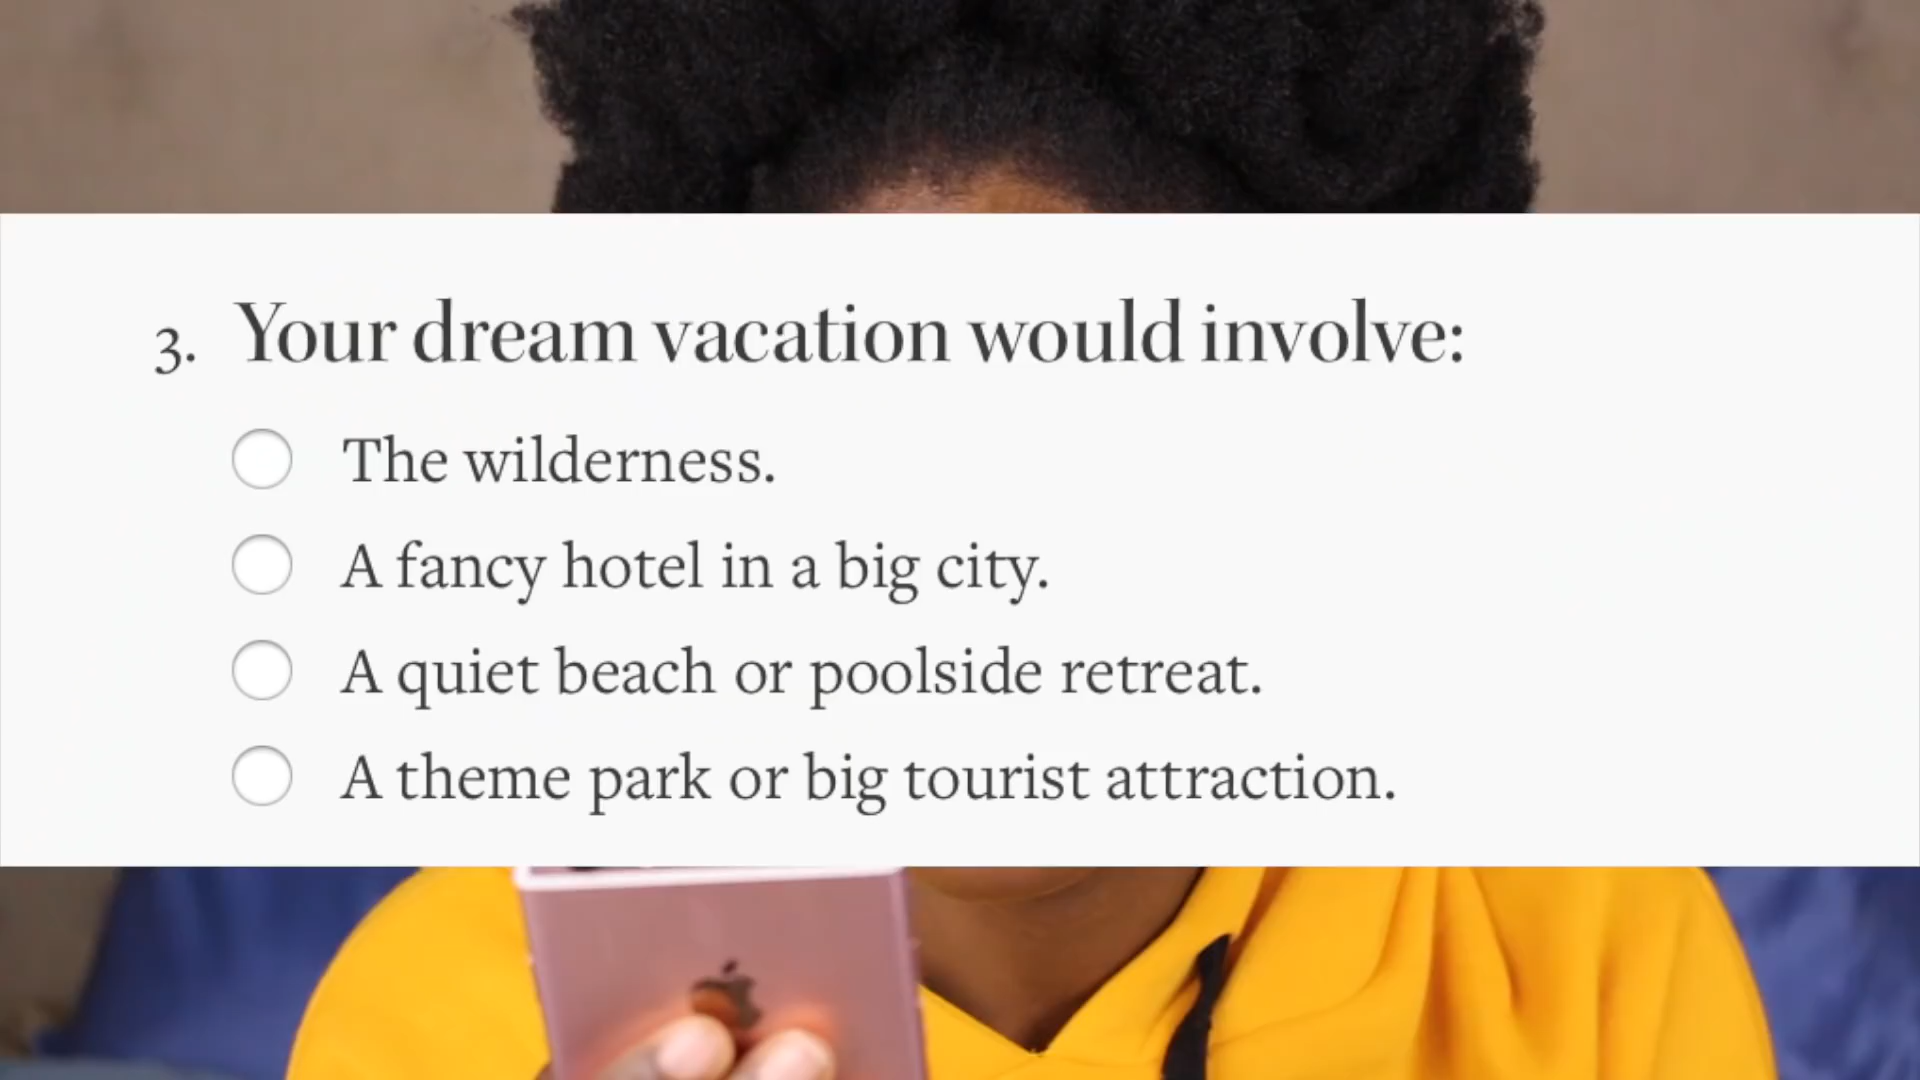 3. Your dream vacation would involve:
The wilderness.
A fancy hotel in a big city.
A quiet beach or poolside retreat.
A theme park or big tourist attraction.